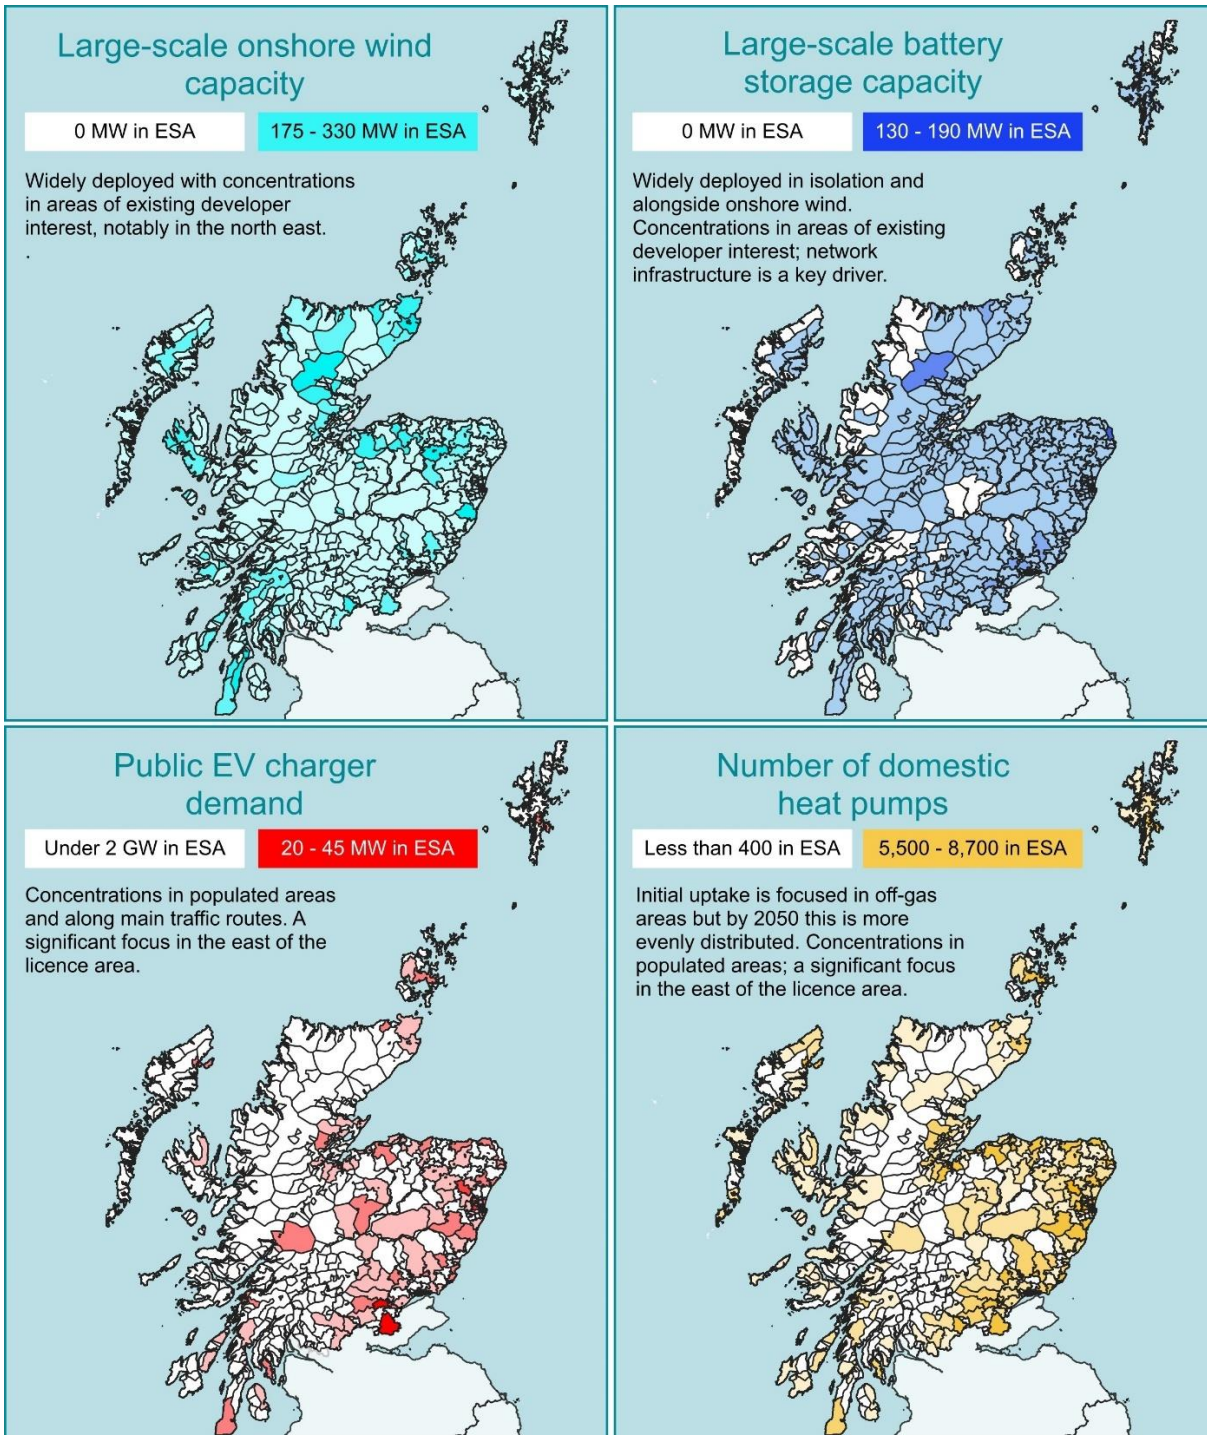 Large-scale onshore wind
capacity
0 MW in ESA
175 - 330 MW in ESA
Widely deployed with concentrations
in areas of existing developer
interest, notably in the north east.
.
Large-scale battery
storage capacity
0 MW in ESA
130 - 190 MW in ESA
Widely deployed in isolation and
alongside onshore wind.
Concentrations in areas of existing
developer interest; network
infrastructure is a key driver.
Public EV charger
demand
Under 2 GW in ESA
20 - 45 MW in ESA
Concentrations in populated areas
and along main traffic routes. A
significant focus in the east of the
licence area.
Number of domestic
heat pumps
Less than 400 in ESA
5,500 - 8,700 in ESA
Initial uptake is focused in off-gas
areas but by 2050 this is more
evenly distributed. Concentrations in
populated areas; a significant focus
in the east of the licence area.